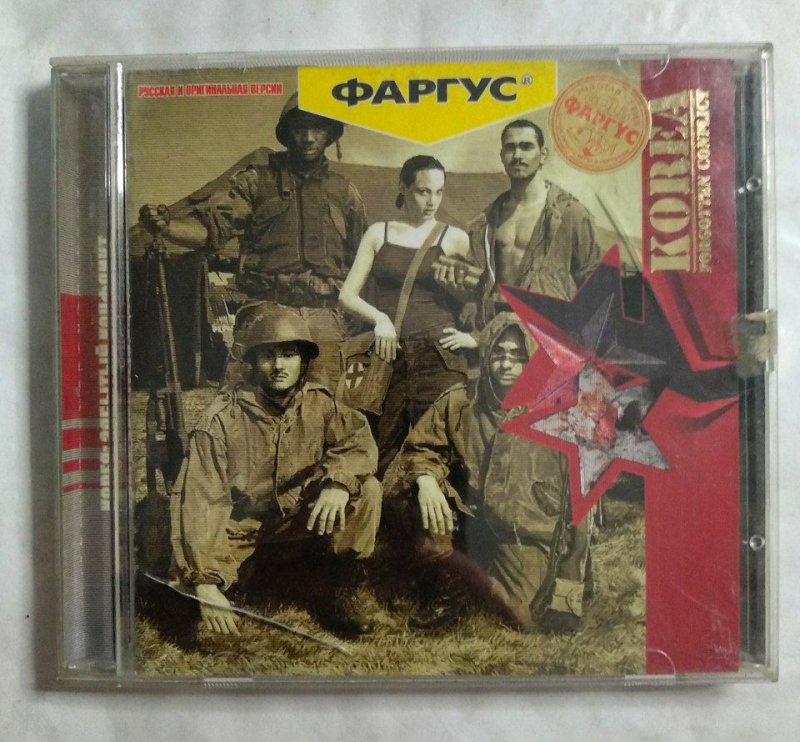 РУССКАЯ И ОРИГИНАЛЬНАЯ ВЕРСИИ
ФАРГУС®
ФАРГУС
KOREA
FORGOTTEN CONFLICT